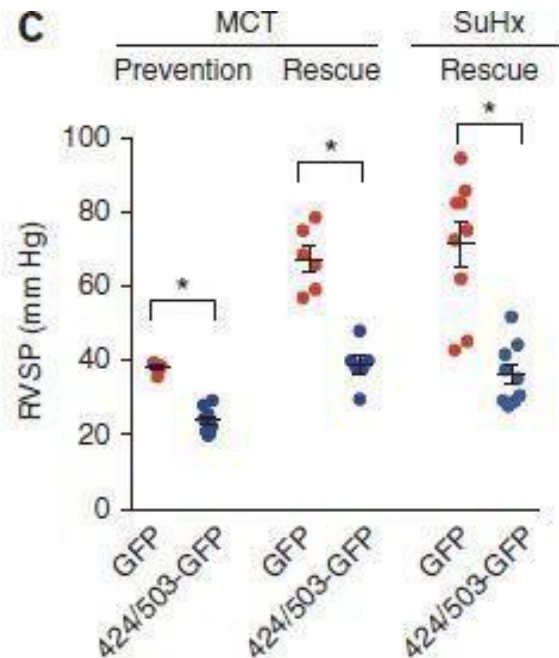 C
MCT SuHx
Prevention Rescue Rescue
*
*
*
100
80
60
40
20
0
RVSP (mm Hg)
GFP
424/503-GFP
GFP
424/503-GFP
GFP
424/503-GFP